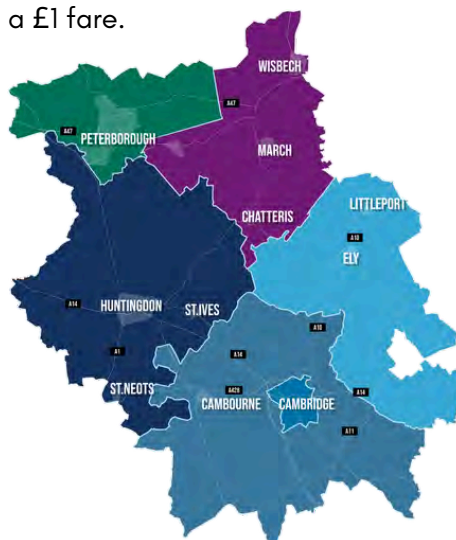 a £1 fare.
WISBECH
A47
A47
PETERBOROUGH
MARCH
CHATTERIS
LITTLEPORT
A10
ELY
A14
HUNTINGDON
ST.IVES
A10
A1
A14
ST.NEOTS
A428
A14
CAMBOURNE
CAMBRIDGE
A11